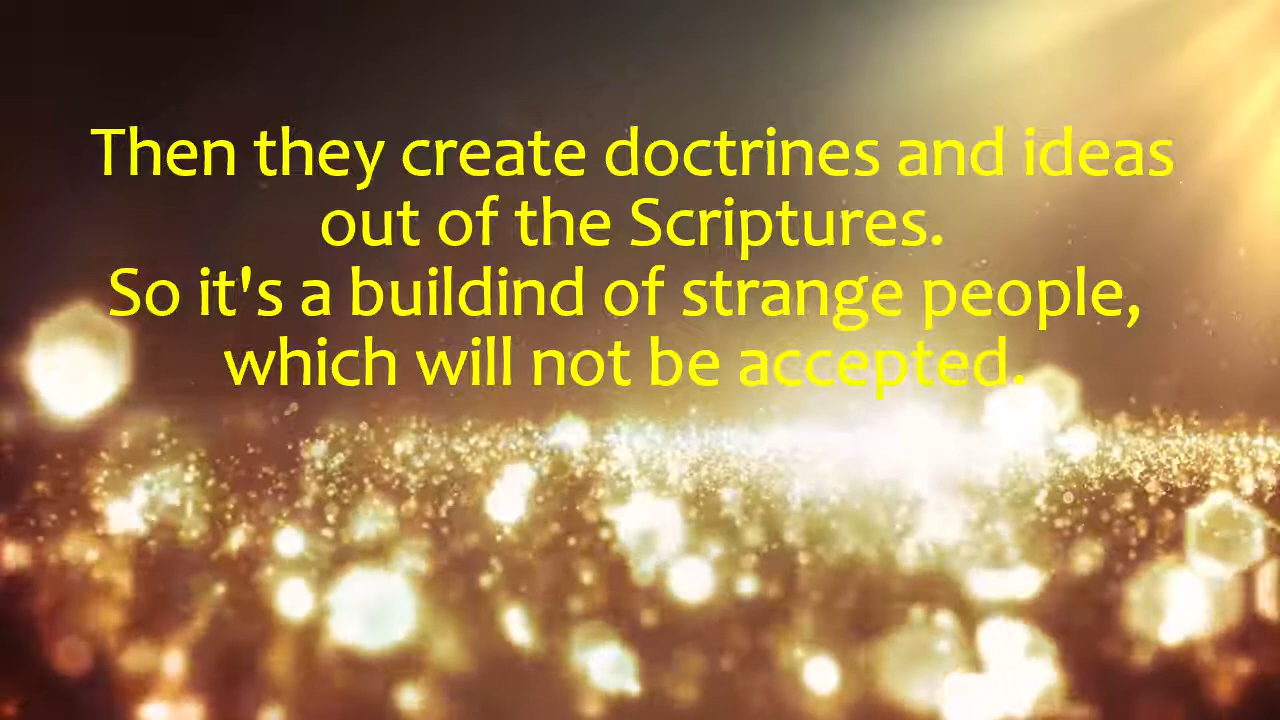 Then they create doctrines and ideas
out of the Scriptures.
So it's a buildind of strange people,
which will not be accepted.